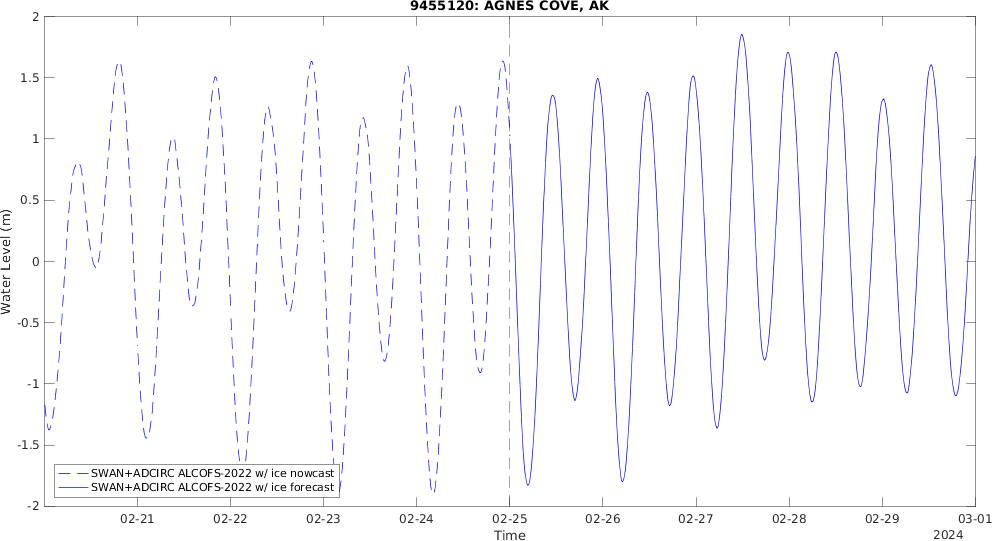 9455120: AGNES COVE, AK
Water Level (m)
2
1.5
1
0.5
0
-0.5
-1
-1.5
-2
SWAN+ADCIRC ALCOFS-2022 w/ ice nowcast
SWAN+ADCIRC ALCOFS-2022 w/ ice forecast
02-21 02-22 02-23 02-24 02-25 02-26 02-27 02-28 02-29 03-01
Time
2024